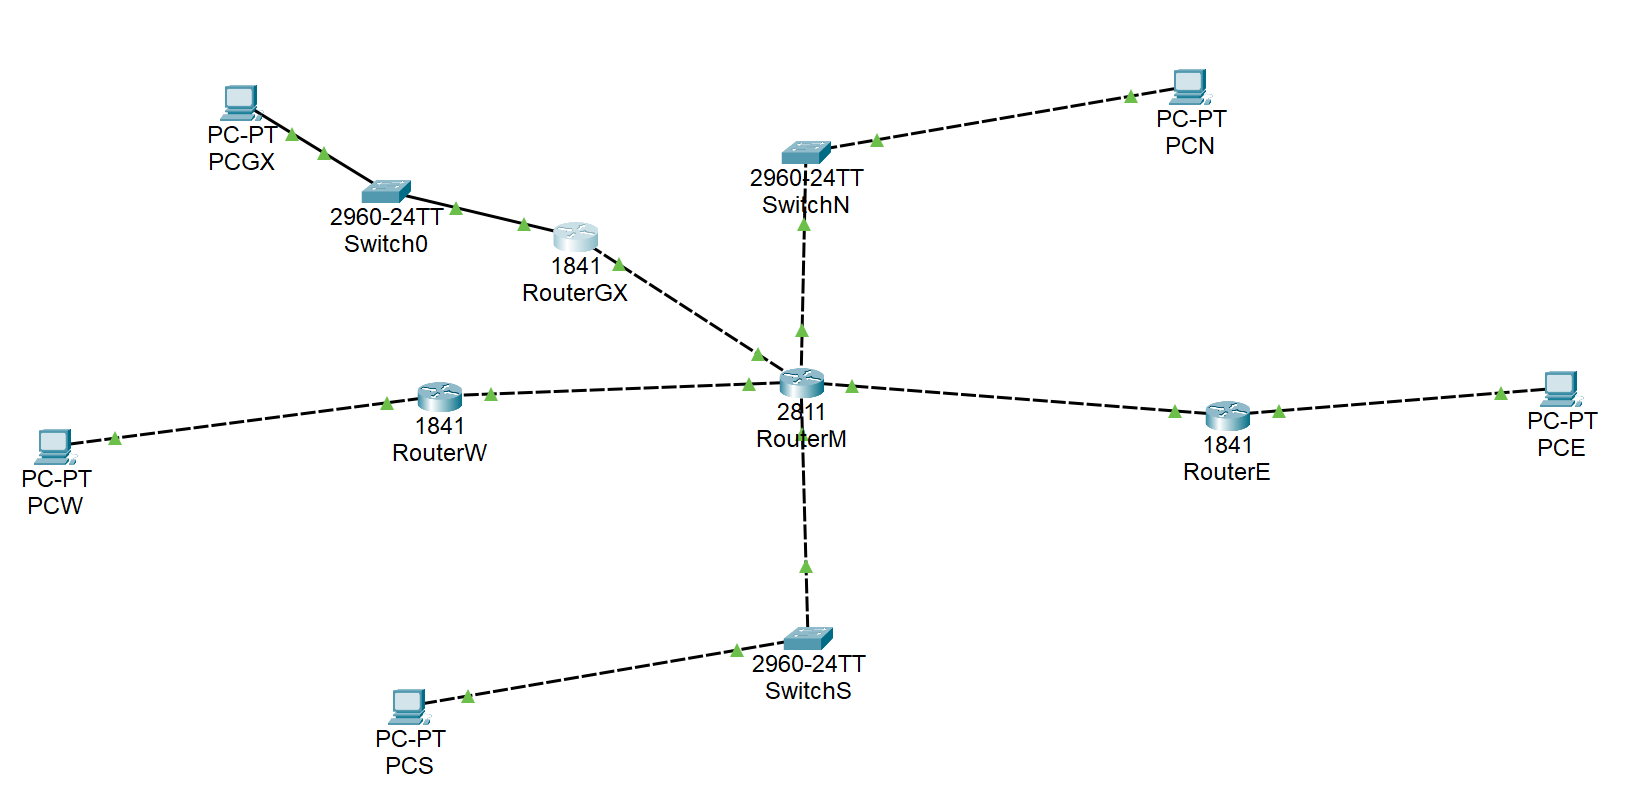 PC-PT
PCGX
2960-24TT
Switch0
1841
RouterGX
2960-24TT
SwitchN
PC-PT
PCN
1841
RouterW
PC-PT
PCW
2811
RouterM
1841
RouterE
PC-PT
PCE
2960-24TT
SwitchS
PC-PT
PCS